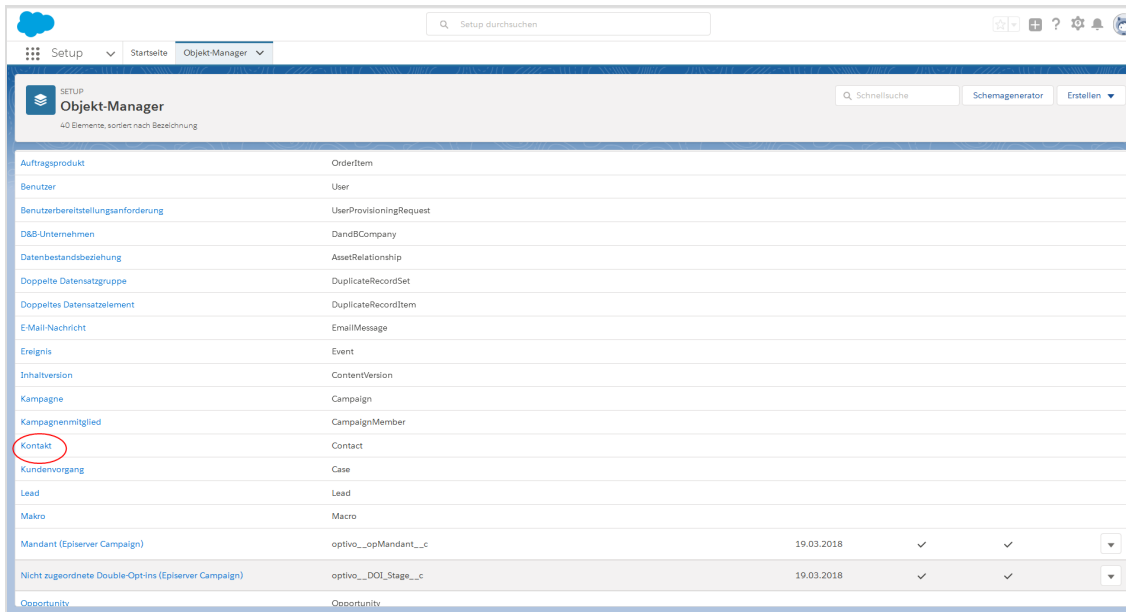 Setup durchsuchen
Setup Startseite Objekt-Manager
SETUP
Objekt-Manager
40 Elemente, sortiert nach Bezeichnung
Schnellsuche
Schemagenerator
Erstellen
Auftragsprodukt OrderItem
Benutzer User
Benutzerbereitstellungsanforderung UserProvisioningRequest
D&B-Unternehmen DandBCompany
Datenbestandsbeziehung AssetRelationship
Doppelte Datensatzgruppe DuplicateRecordSet
Doppeltes Datensatzelement DuplicateRecordItem
E-Mail-Nachricht EmailMessage
Ereignis Event
Inhaltversion ContentVersion
Kampagne Campaign
Kampagnenmitglied CampaignMember
Kontakt Contact
Kundenvorgang Case
Lead Lead
Makro Macro
Mandant (Episerver Campaign) optivo__opMandant__c 19.03.2018
Nicht zugeordnete Double-Opt-ins (Episerver Campaign) optivo__DOI_Stage__c 19.03.2018
Opportunity Opportunity